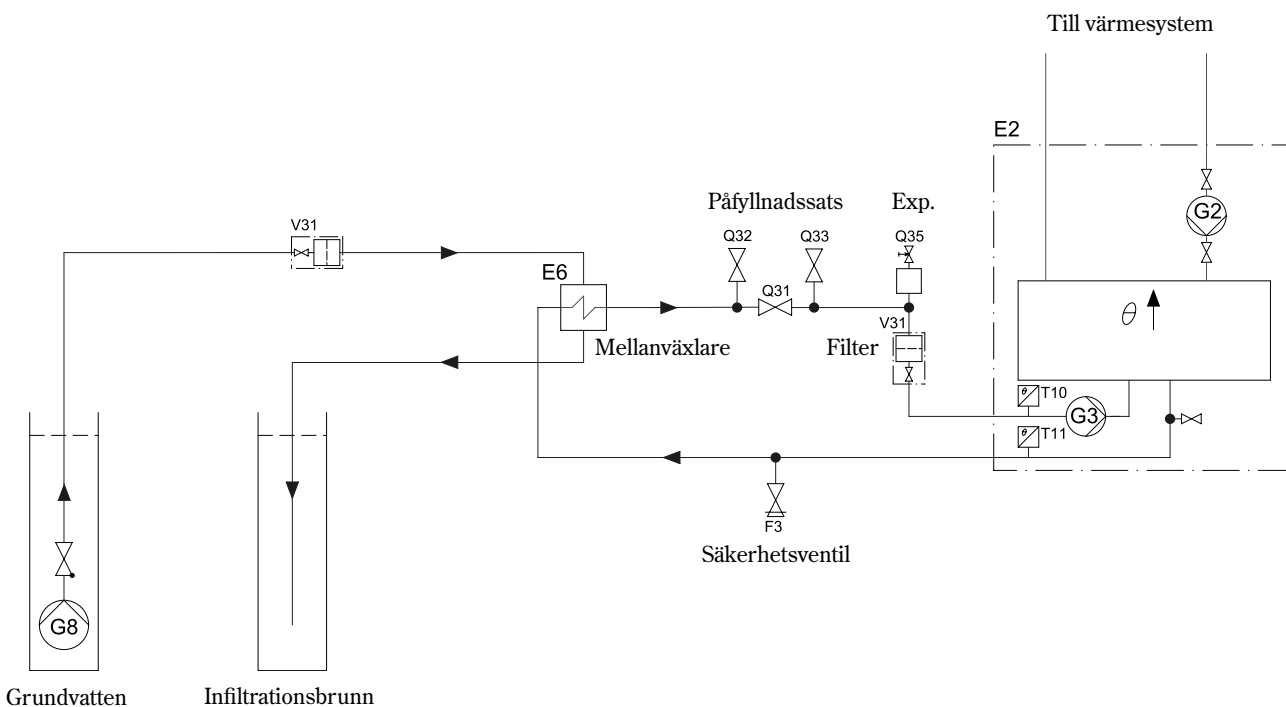 Till värmesystem
E2
Påfyllnadssats
Exp.
G2
V31
Q32
Q33
Q35
E6
Q31
θ
V31
Mellanväxlare
Filter
θ
T10
G3
θ
T11
F3
Säkerhetsventil
G8
Grundvatten
Infiltrationsbrunn